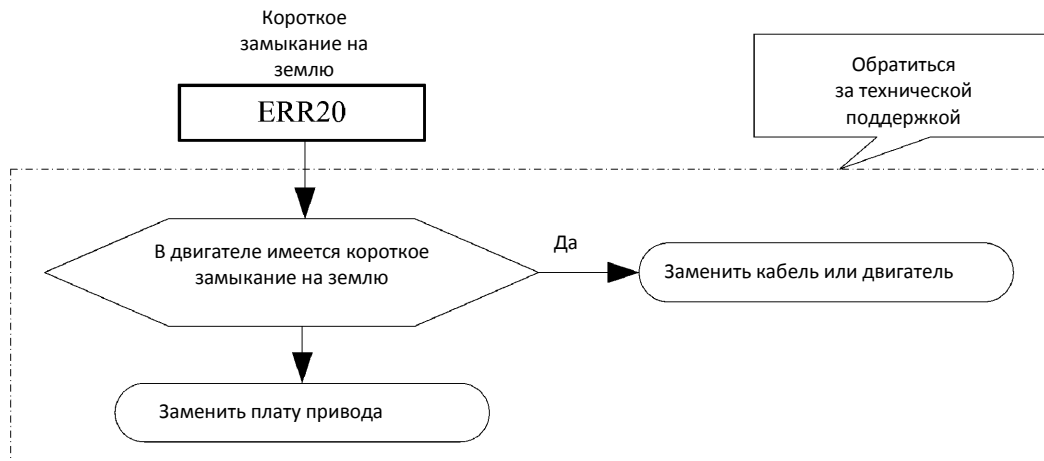 Короткое
замыкание на
землю
ERR20
Обратиться
за технической
поддержкой
В двигателе имеется короткое
замыкание на землю
Да
Заменить кабель или двигатель
Заменить плату привода